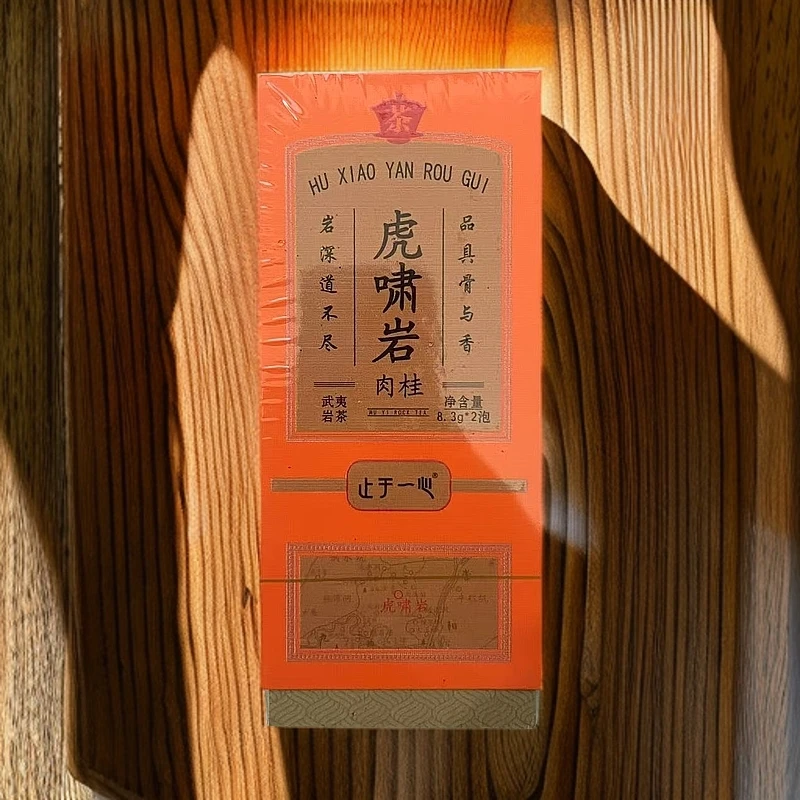 茶
HU XIAO YAN ROU GUI
品具骨与香
虎啸岩
岩深道不尽
肉桂
武夷
岩茶
WU YI ROCK TEA
净含量
8.3g*2泡
止于一心®
虎啸岩